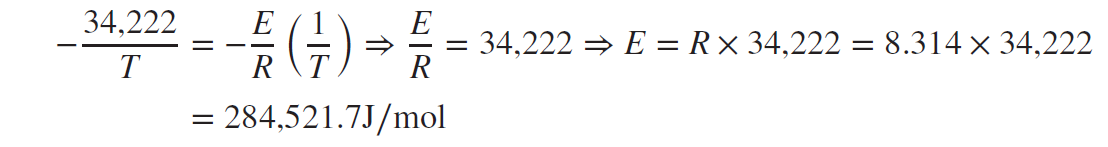 −34,222/T = −E/R (1/T) ⇒ E/R = 34,222 ⇒ E = R × 34,222 = 8.314 × 34,222
= 284,521.7J/mol